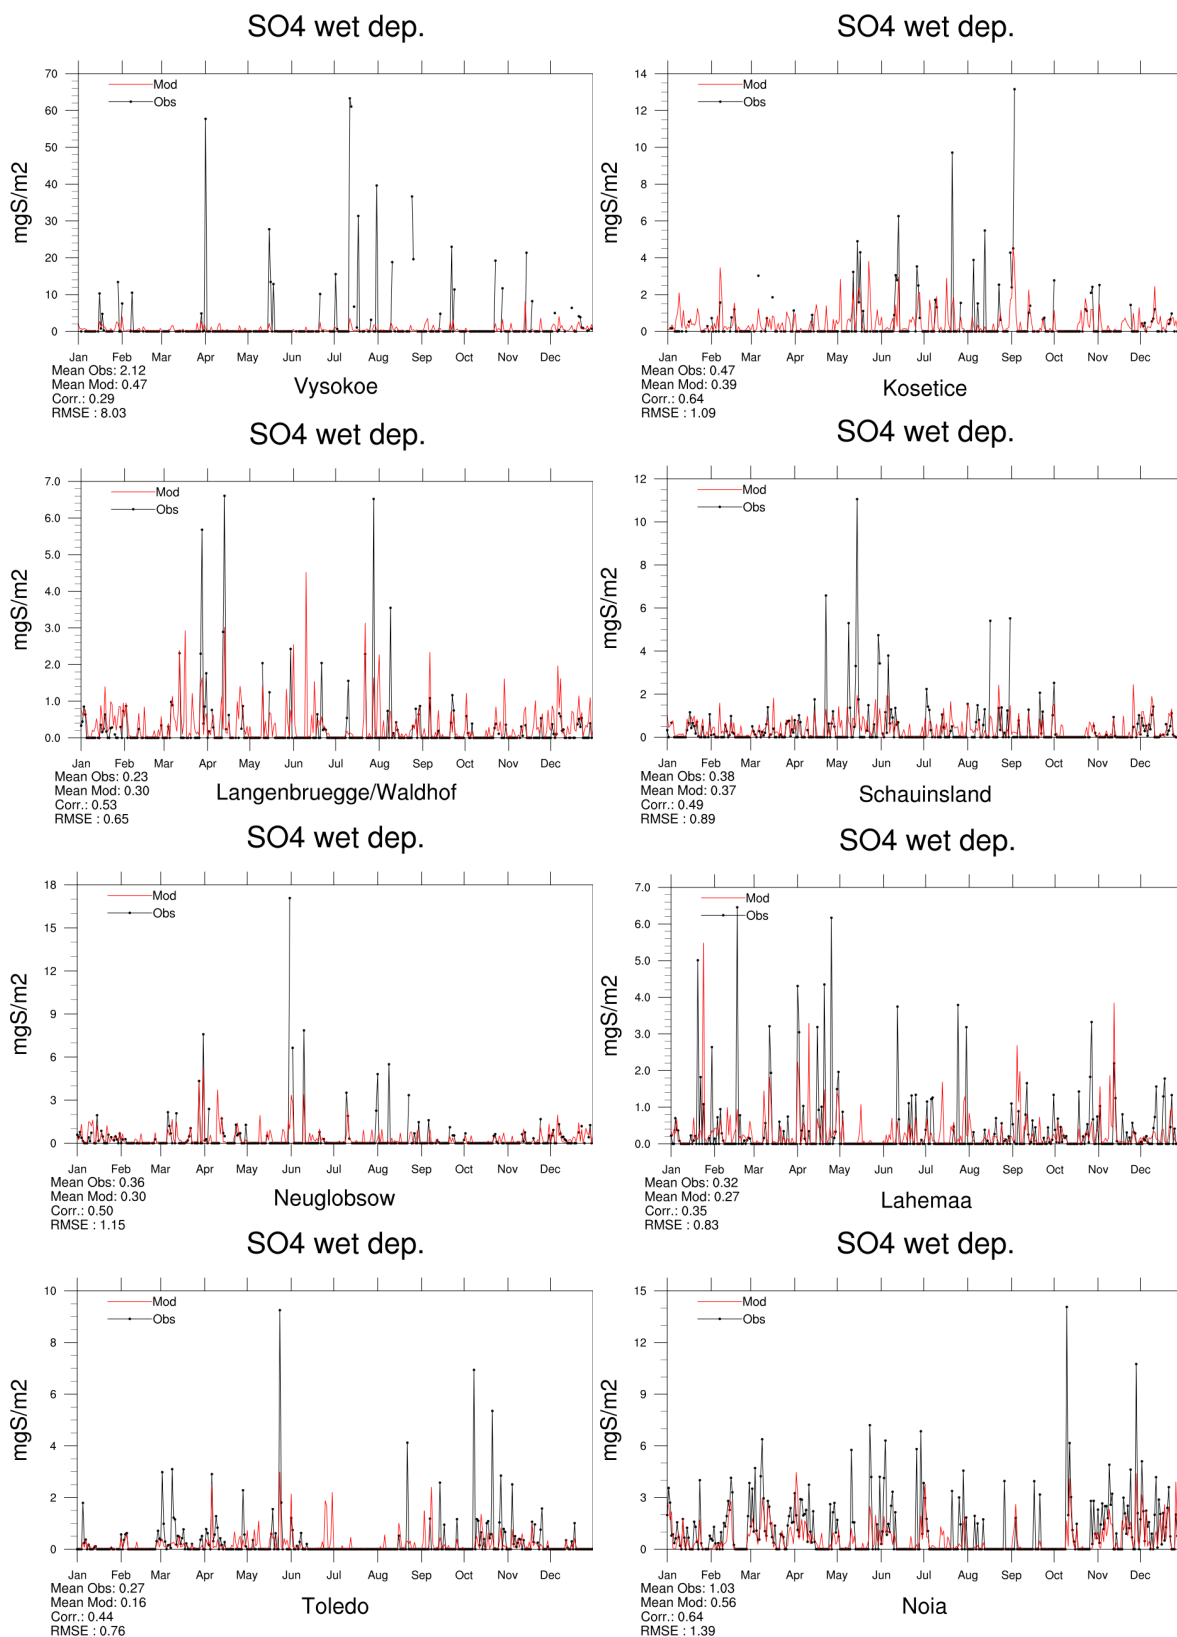 SO4 wet dep.
mgS/m2
70
60
50
40
30
20
10
0
Mod
Obs
Jan Feb Mar Apr May Jun Jul Aug Sep Oct Nov Dec
Mean Obs: 2.12
Mean Mod: 0.47
Corr.: 0.29
RMSE : 8.03
Vysokoe
SO4 wet dep.
mgS/m2
14
12
10
8
6
4
2
0
Mod
Obs
Jan Feb Mar Apr May Jun Jul Aug Sep Oct Nov Dec
Mean Obs: 0.47
Mean Mod: 0.39
Corr.: 0.64
RMSE : 1.09
Kosetice
SO4 wet dep.
mgS/m2
7.0
6.0
5.0
4.0
3.0
2.0
1.0
0.0
Mod
Obs
Jan Feb Mar Apr May Jun Jul Aug Sep Oct Nov Dec
Mean Obs: 0.23
Mean Mod: 0.30
Corr.: 0.53
RMSE : 0.65
Langenbruegge/Waldhof
SO4 wet dep.
mgS/m2
12
10
8
6
4
2
0
Mod
Obs
Jan Feb Mar Apr May Jun Jul Aug Sep Oct Nov Dec
Mean Obs: 0.38
Mean Mod: 0.37
Corr.: 0.49
RMSE : 0.89
Schauinsland
SO4 wet dep.
mgS/m2
18
15
12
9
6
3
0
Mod
Obs
Jan Feb Mar Apr May Jun Jul Aug Sep Oct Nov Dec
Mean Obs: 0.36
Mean Mod: 0.30
Corr.: 0.50
RMSE : 1.15
Neuglobsow
SO4 wet dep.
mgS/m2
7.0
6.0
5.0
4.0
3.0
2.0
1.0
0.0
Mod
Obs
Jan Feb Mar Apr May Jun Jul Aug Sep Oct Nov Dec
Mean Obs: 0.32
Mean Mod: 0.27
Corr.: 0.35
RMSE : 0.83
Lahemaa
SO4 wet dep.
mgS/m2
10
8
6
4
2
0
Mod
Obs
Jan Feb Mar Apr May Jun Jul Aug Sep Oct Nov Dec
Mean Obs: 0.27
Mean Mod: 0.16
Corr.: 0.44
RMSE : 0.76
Toledo
SO4 wet dep.
mgS/m2
15
12
9
6
3
0
Mod
Obs
Jan Feb Mar Apr May Jun Jul Aug Sep Oct Nov Dec
Mean Obs: 1.03
Mean Mod: 0.56
Corr.: 0.64
RMSE : 1.39
Noia